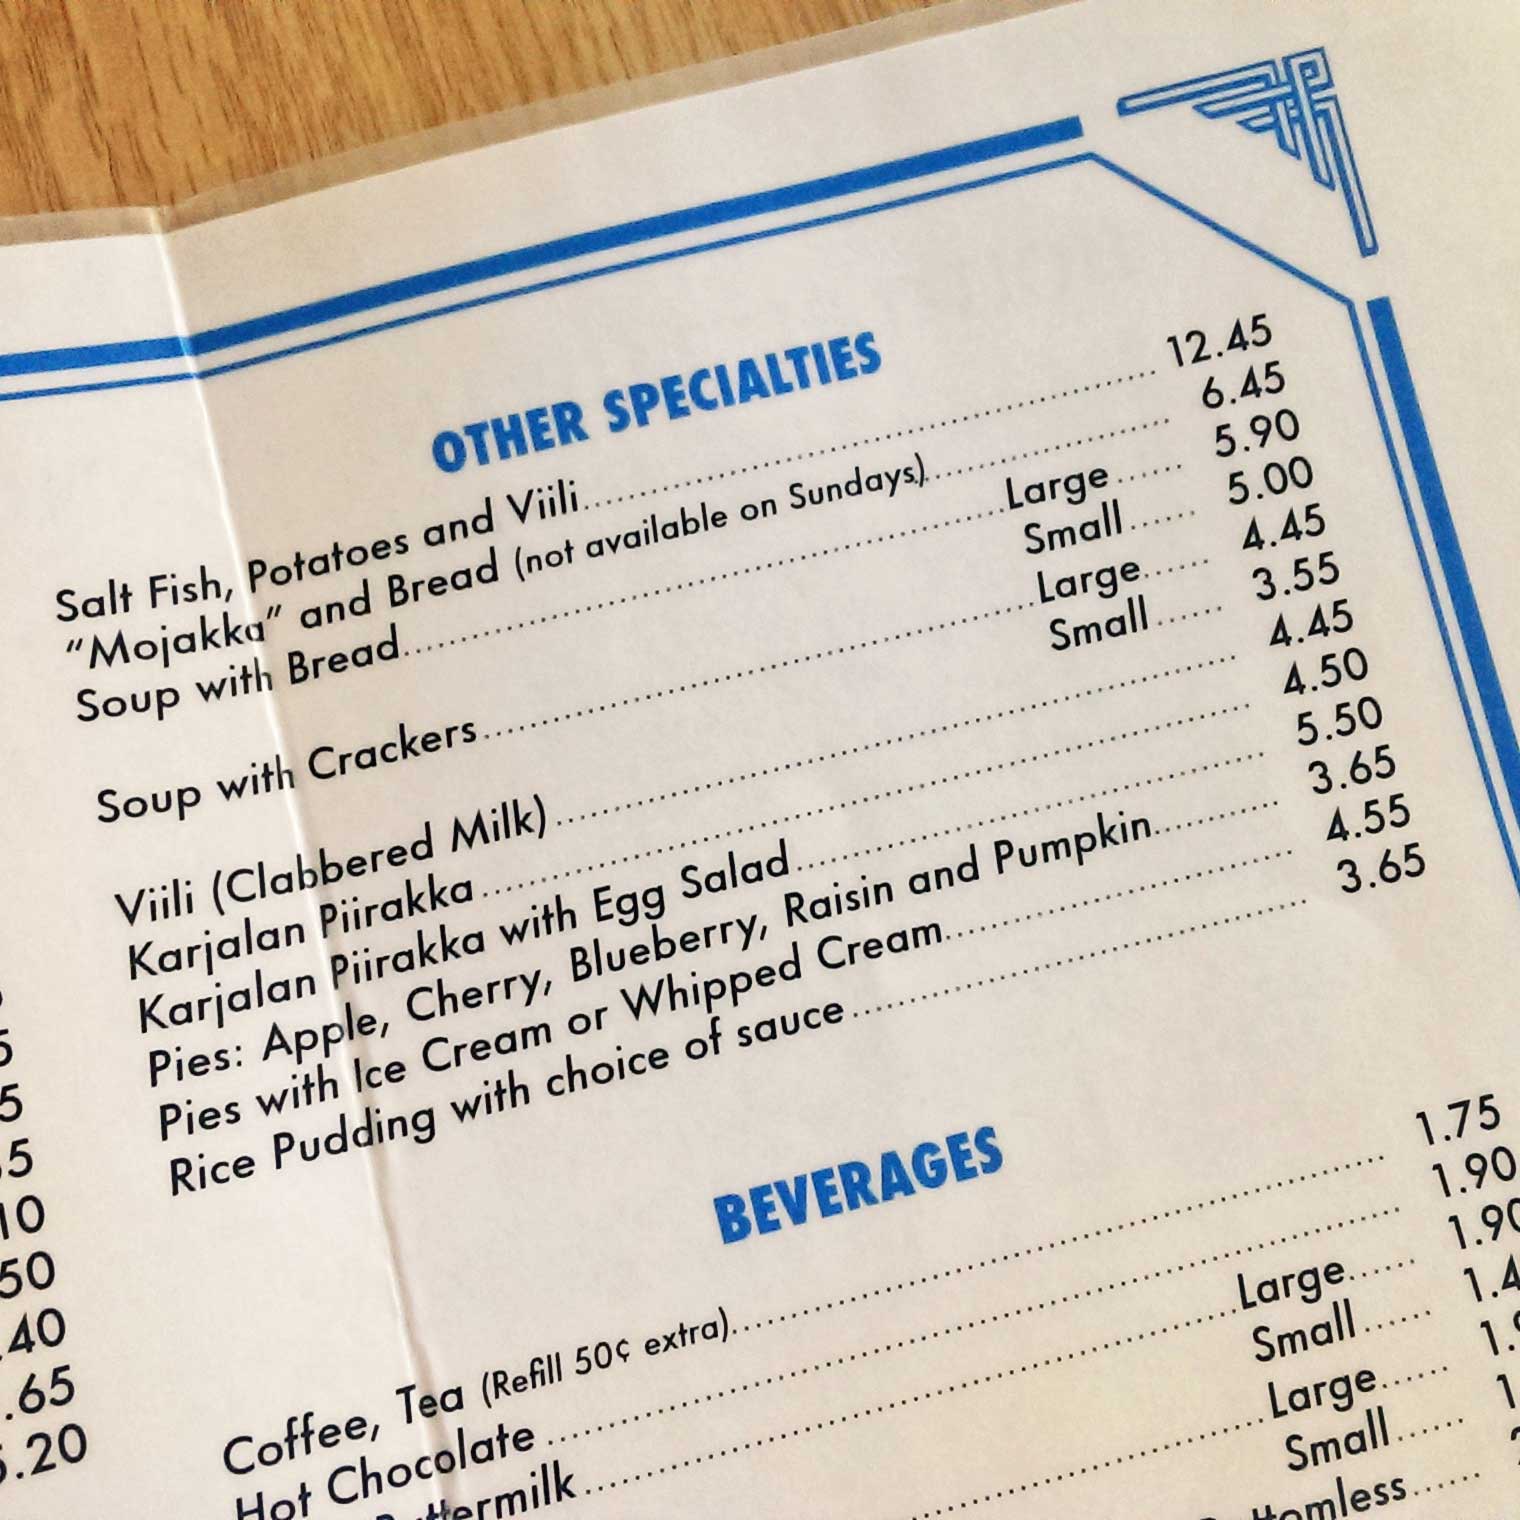 OTHER SPECIALTIES
Salt Fish, Potatoes and Viili 12.45
"Mojakka" and Bread (not available on Sundays) 6.45
Soup with Bread Large 5.90
Small 5.00
Soup with Crackers Large 4.45
Small 3.55
Viili (Clabbered Milk) 4.45
Karjalan Piirakka 4.50
Karjalan Piirakka with Egg Salad 5.50
Pies: Apple, Cherry, Blueberry, Raisin and Pumpkin 3.65
Pies with Ice Cream or Whipped Cream 4.55
Rice Pudding with choice of sauce 3.65
BEVERAGES
Coffee, Tea (Refill 50¢ extra) 1.75
Hot Chocolate 1.90
Buttermilk Large 1.90
Small
Large
Small
Bottomless